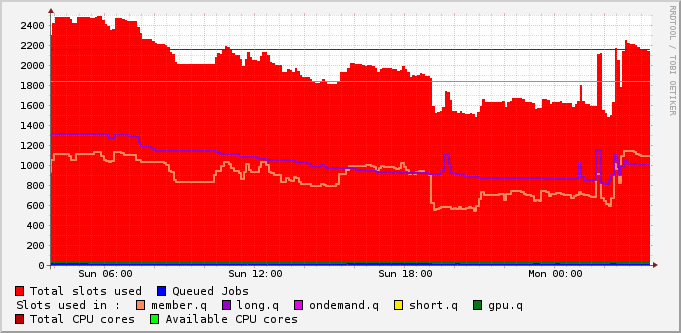 2400
2200
2000
1800
1600
1400
1200
1000
800
600
400
200
0
Sun 06:00 Sun 12:00 Sun 18:00 Mon 00:00
Total slots used Queued Jobs
Slots used in : member.q long.q ondemand.q short.q gpu.q
Total CPU cores Available CPU cores
RRDTOOL / TOBI OETIKER